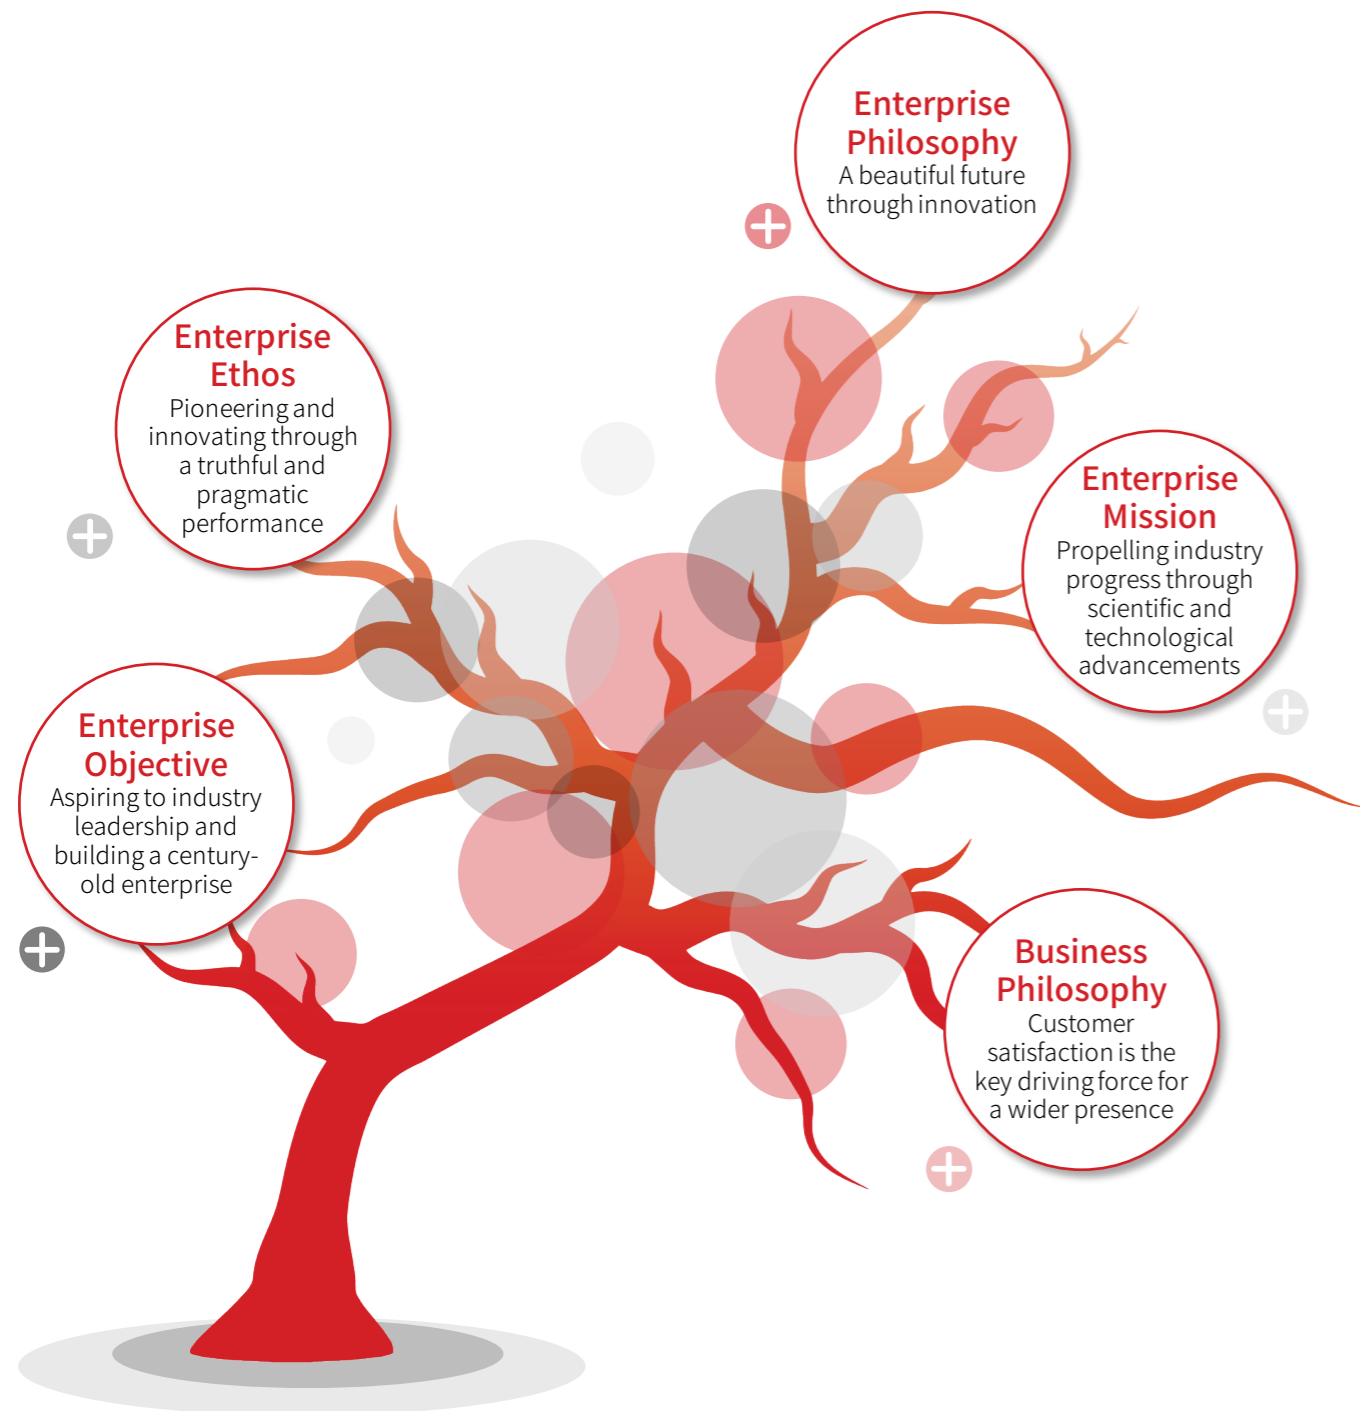 Enterprise
Philosophy
A beautiful future
through innovation
Enterprise
Ethos
Pioneering and
innovating through
a truthful and
pragmatic
performance
Enterprise
Mission
Propelling industry
progress through
scientific and
technological
advancements
Enterprise
Objective
Aspiring to industry
leadership and
building a century-
old enterprise
Business
Philosophy
Customer
satisfaction is the
key driving force for
a wider presence